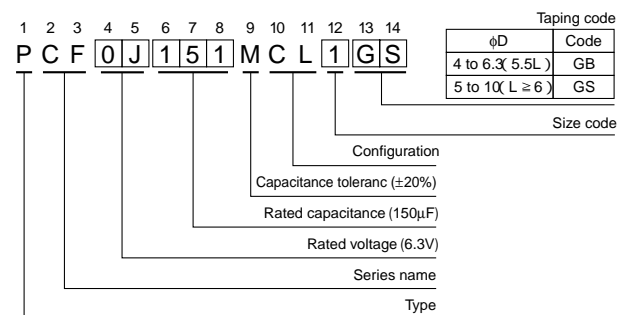 Taping code
1 2 3 4 5 6 7 8 9 10 11 12 13 14
P C F 0 J 1 5 1 M C L 1 G S
φD Code
4 to 6.3( 5.5L ) GB
5 to 10( L ≧ 6 ) GS
Size code
Configuration
Capacitance toleranc (±20%)
Rated capacitance (150μF)
Rated voltage (6.3V)
Series name
Type